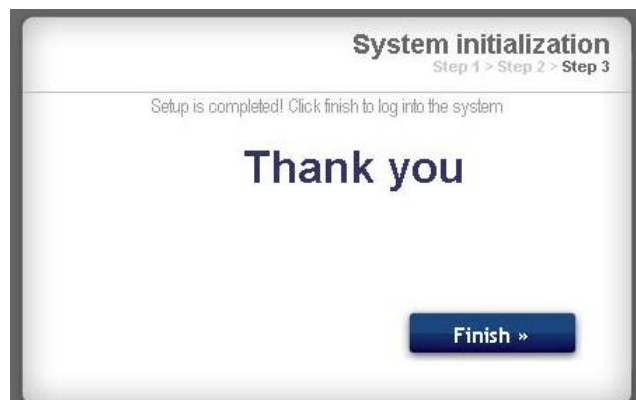 System initialization
Step 1 > Step 2 > Step 3
Setup is completed! Click finish to log into the system
Thank you
Finish »